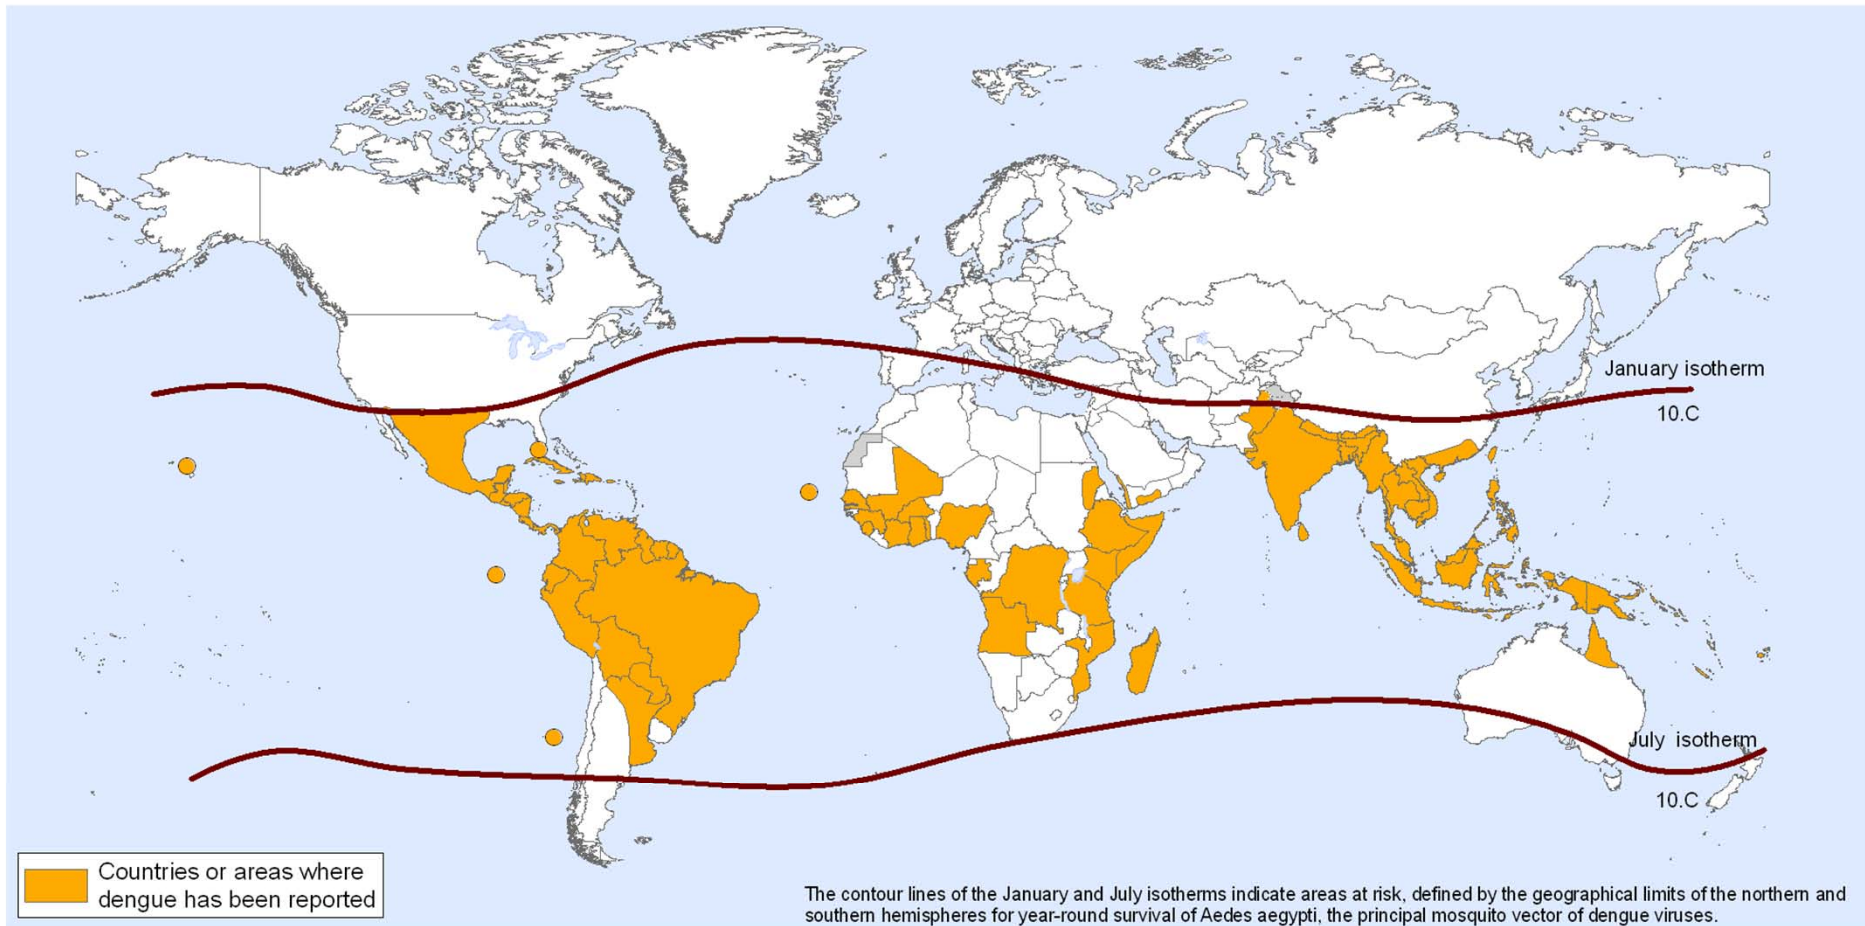 January isotherm
10.C
July isotherm
10.C
Countries or areas where
dengue has been reported
The contour lines of the January and July isotherms indicate areas at risk, defined by the geographical limits of the northern and
southern hemispheres for year-round survival of Aedes aegypti, the principal mosquito vector of dengue viruses.